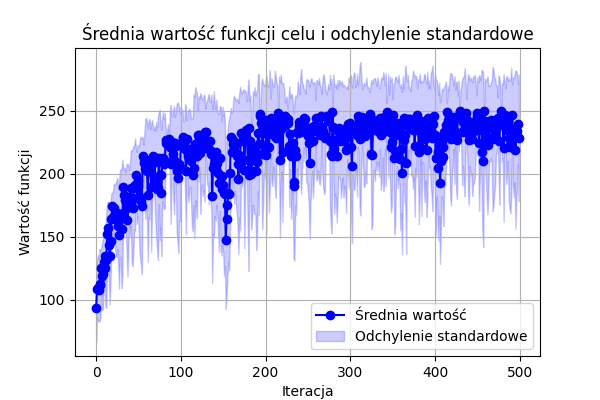 Średnia wartość funkcji celu i odchylenie standardowe
Wartość funkcji
250
200
150
100
0 100 200 300 400 500
Iteracja
Średnia wartość
Odchylenie standardowe